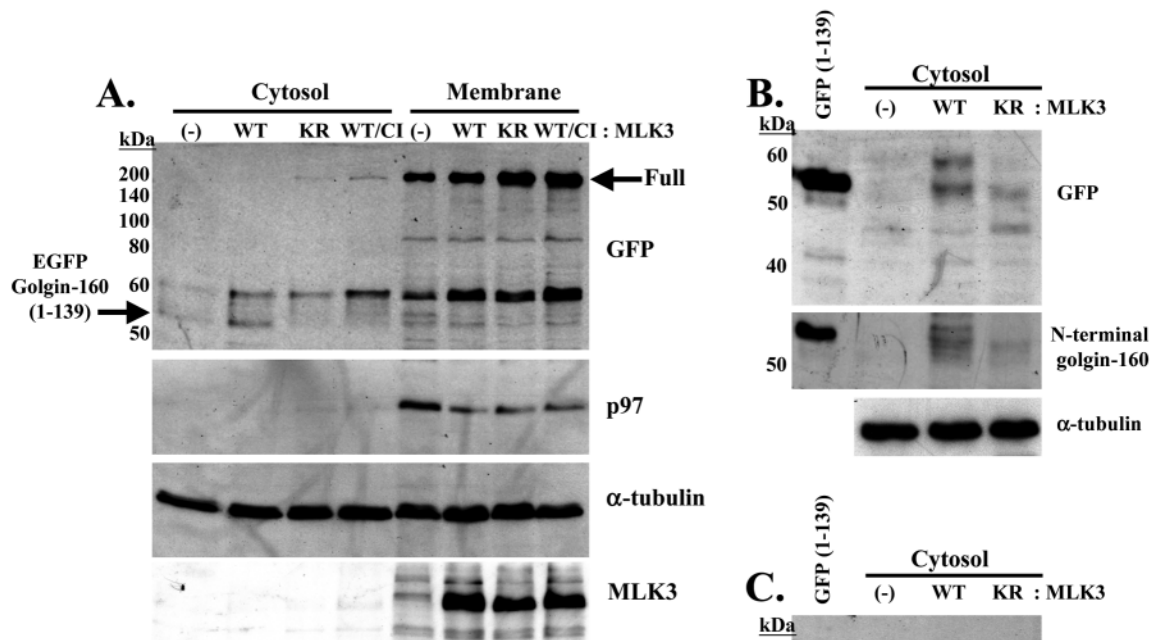 A.
Cytosol Membrane
kDa (-) WT KR WT/CI (-) WT KR WT/CI : MLK3
200
140
100
80
60
50
Full
GFP
EGFP
Golgin-160
(1-139)
p97
α-tubulin
MLK3
B.
GFP (1-139)
Cytosol
(-) WT KR : MLK3
kDa
60
50
40
GFP
50
N-terminal
golgin-160
α-tubulin
C.
GFP (1-139)
Cytosol
(-) WT KR : MLK3
kDa